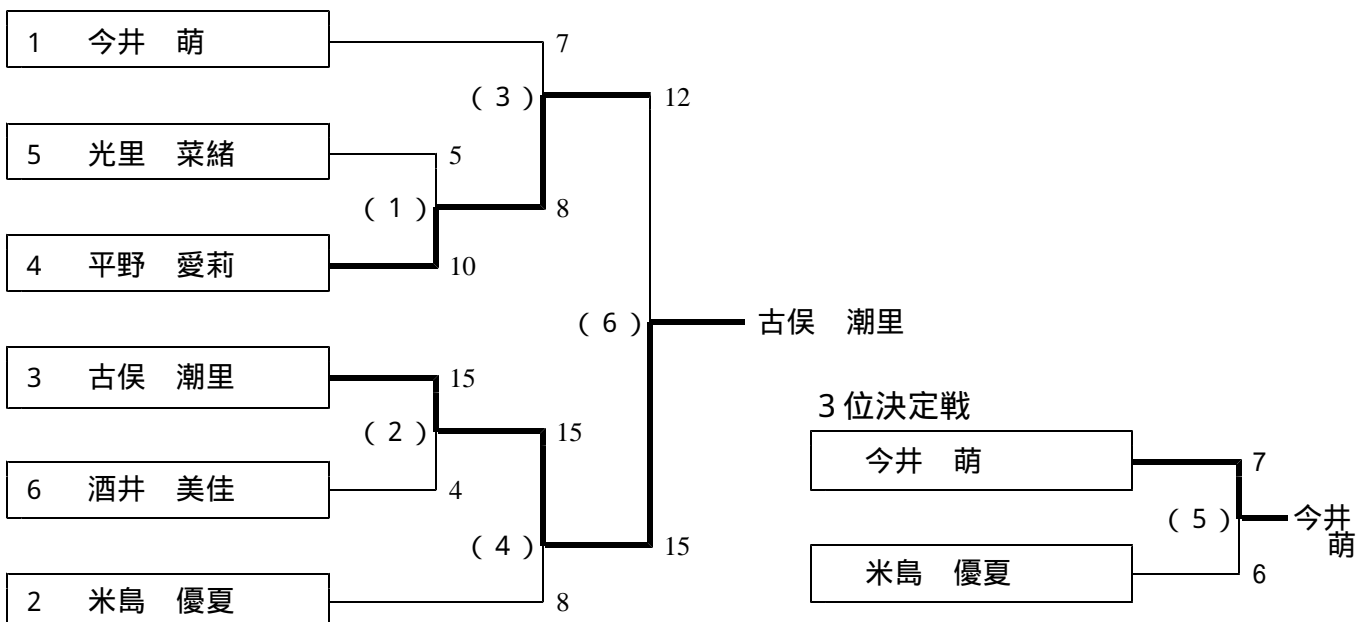 1 今井 萌 7
(3) 12
5 光里 菜緒 5
(1) 8
4 平野 愛莉 10
(6) 古俣 潮里
3 古俣 潮里 15
3位決定戦
(2) 15
今井 萌 7
6 酒井 美佳 4
(5) 今井
萌
(4) 15
米島 優夏 6
2 米島 優夏 8